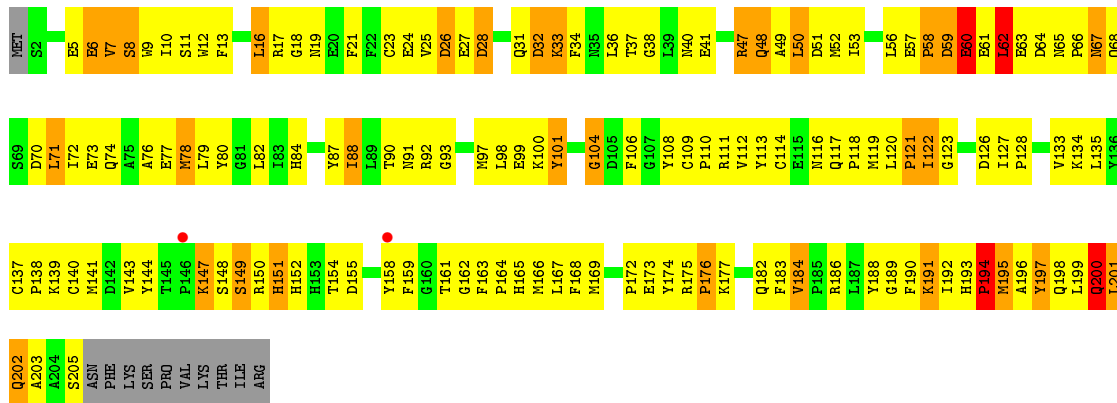 MET S2 E5 E6 V7 S8 W9 I10 S11 W12 F13 L16 R17 G18 N19 E20 F21 F22 C23 E24 V25 D26 E27 D28 Q31 D32 K33 F34 N35 L36 T37 G38 L39 N40 E41 R47 Q48 A49 L50 D51 M52 I53 L56 E57 P58 D59 E60 E61 L62 E63 D64 N65 P66 N67 Q68
S69 D70 L71 I72 E73 Q74 A75 A76 E77 M78 L79 Y80 G81 L82 I83 H84 Y87 I88 L89 T90 N91 R92 G93 M97 L98 E99 K100 Y101 G104 D105 F106 G107 Y108 C109 P110 R111 V112 Y113 C114 E115 N116 Q117 P118 M119 L120 P121 I122 G123 D126 I127 P128 V133 K134 L135 Y136
C137 P138 K139 C140 M141 D142 V143 Y144 T145 P146 K147 S148 S149 R150 H151 H152 H153 T154 D155 Y158 F159 G160 T161 G162 F163 P164 H165 M166 L167 F168 M169 P172 E173 Y174 R175 P176 K177 Q182 F183 V184 P185 R186 L187 Y188 G189 F190 K191 I192 H193 P194 M195 A196 Y197 Q198 L199 Q200 L201
Q202 A203 A204 S205 ASN PHE LYS SER PRO VAL LYS THR ILE ARG